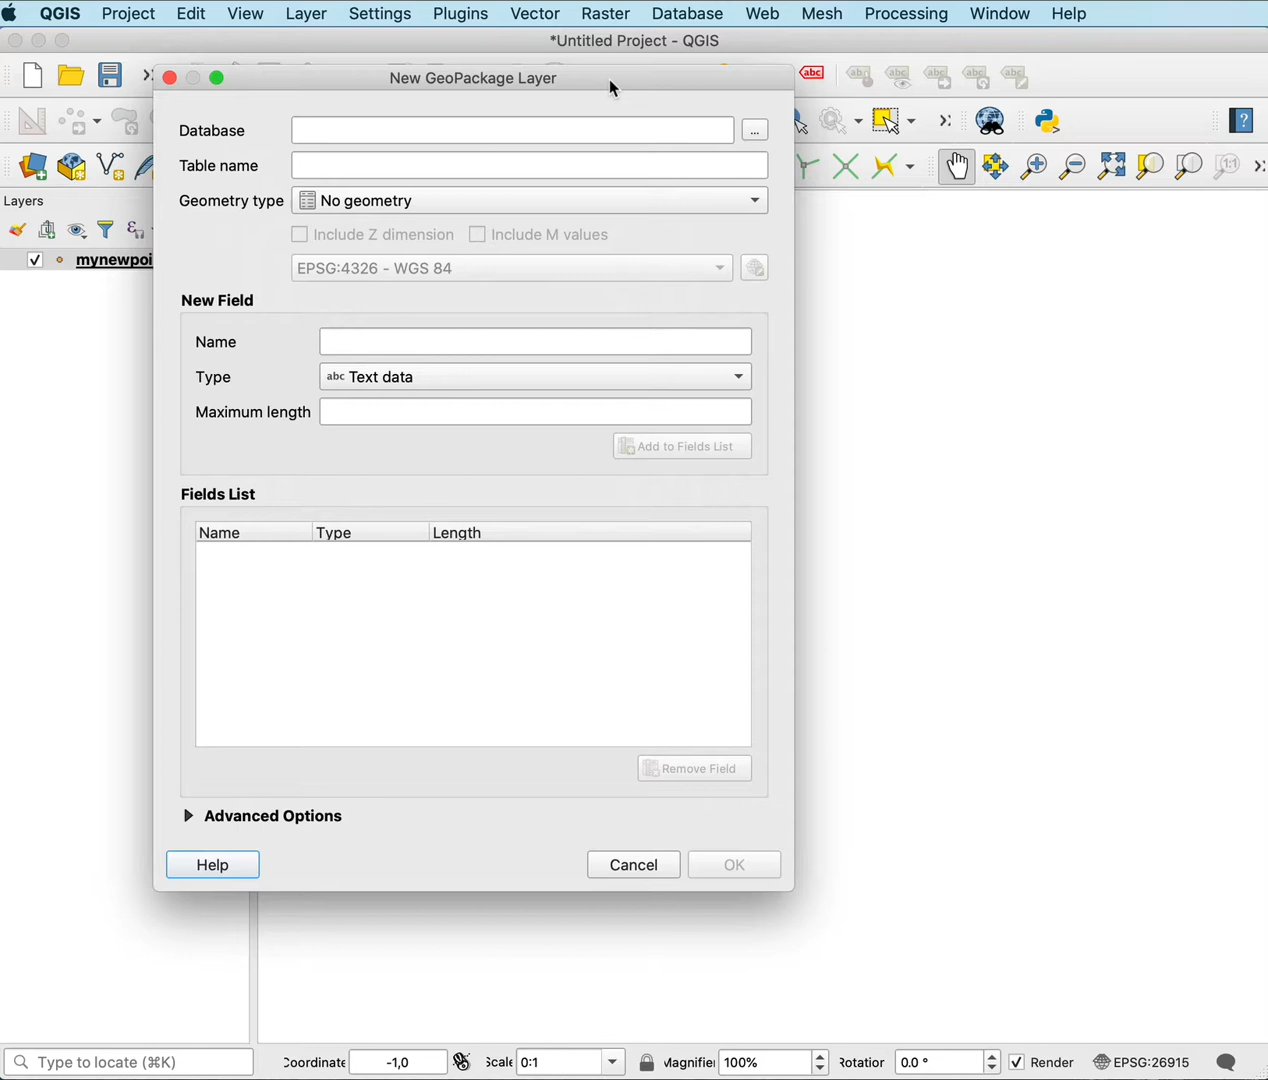 QGIS Project Edit View Layer Settings Plugins Vector Raster Database Web Mesh Processing Window Help
*Untitled Project - QGIS
New GeoPackage Layer
abc
Database ...
Table name
Geometry type No geometry
Include Z dimension Include M values
EPSG:4326 - WGS 84
Layers
mynewpoi
New Field
Name
Type abc Text data
Maximum length
Add to Fields List
Fields List
Name Type Length
Remove Field
Advanced Options
Help Cancel OK
Type to locate (⌘K) Coordinate -1,0 Scale 0:1 Magnifier 100% Rotation 0.0 ° Render EPSG:26915